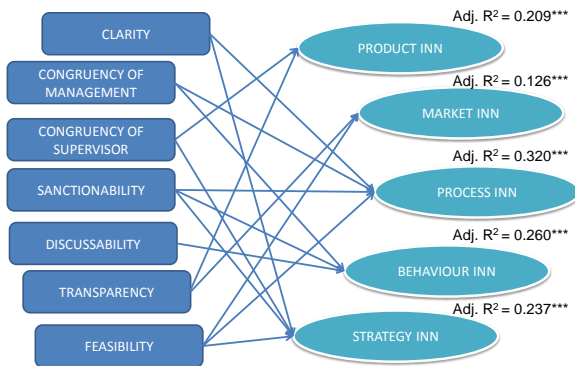 CLARITY
CONGRUENCY OF
MANAGEMENT
CONGRUENCY OF
SUPERVISOR
SANCTIONABILITY
DISCUSSABILITY
TRANSPARENCY
FEASIBILITY
Adj. R² = 0.209***
PRODUCT INN
Adj. R² = 0.126***
MARKET INN
Adj. R² = 0.320***
PROCESS INN
Adj. R² = 0.260***
BEHAVIOUR INN
Adj. R² = 0.237***
STRATEGY INN